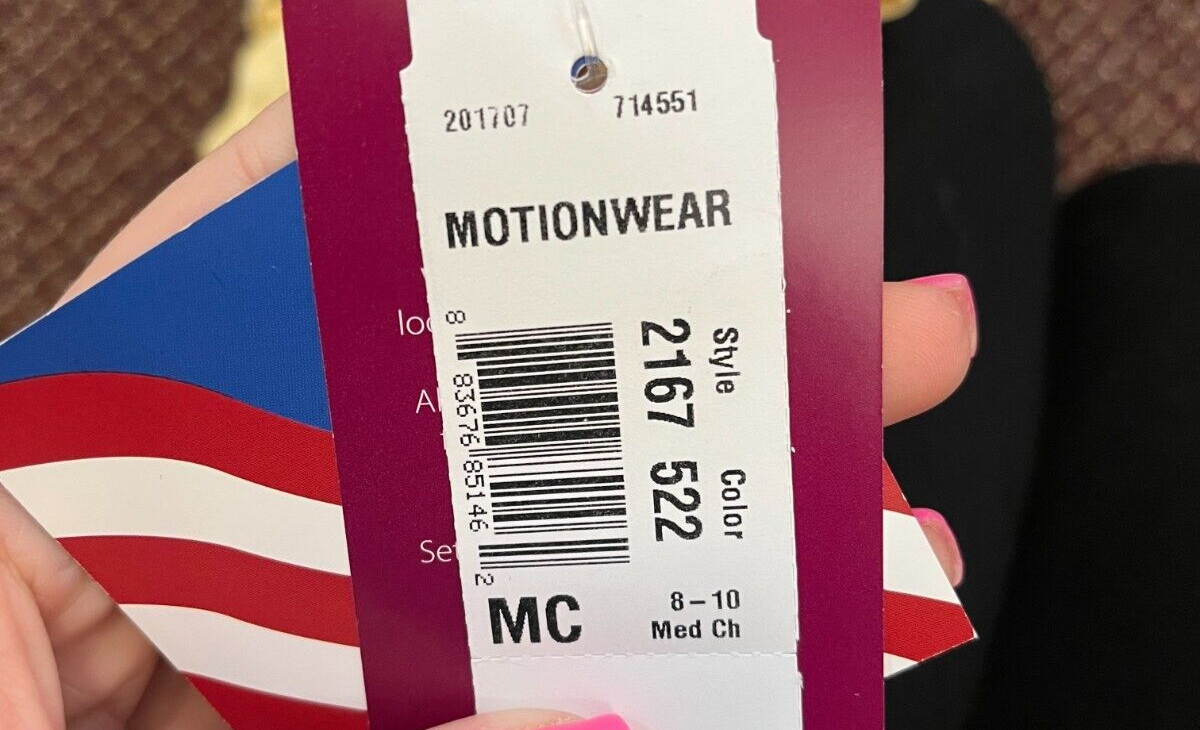 201707 714551
MOTIONWEAR
8 83676 85146 2
Style
2167
Color
522
MC
8-10
Med Ch